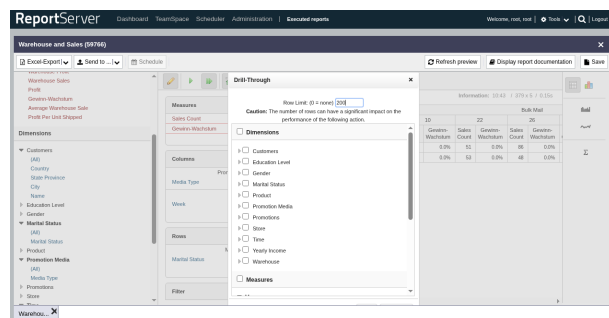 ReportServer Dashboard TeamSpace Scheduler Administration | Executed reports Welcome, root, root | Tools | Logout
Warehouse and Sales (59766) ×
Excel-Export Send to ... Schedule Refresh preview Display report documentation Save
Warehouse Sales
Profit
Gewinn-Wachstum
Average Warehouse Sale
Profit Per Unit Shipped
Dimensions
Customers
(All)
Country
State Province
City
Name
Education Level
Gender
Marital Status
(All)
Marital Status
Product
Promotion Media
(All)
Media Type
Promotions
Store
Measures
Sales Count
Gewinn-Wachstum
Columns
Media Type
Week
Rows
Marital Status
Filter
Drill-Through ×
Row Limit: (0 = none) 200
Caution: The number of rows can have a significant impact on the
performance of the following action.
Dimensions
Customers
Education Level
Gender
Marital Status
Product
Promotion Media
Promotions
Store
Time
Yearly Income
Warehouse
Measures
Information: 10:43 / 379 x 5 / 0.15s
Bulk Mail
10 22 26
Gewinn-Wachstum Sales Count Gewinn-Wachstum Sales Count Gewinn-Wachstum
0.0% 51 0.0% 86 0.0%
0.0% 53 0.0% 48 0.0%
Σ
Warehou... X